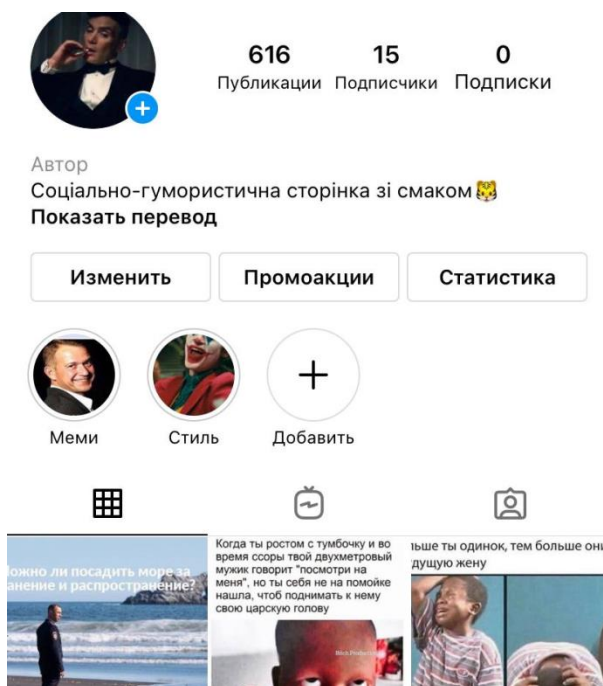 616 15 0
Публикации Подписчики Подписки
Автор
Соціально-гумористична сторінка зі смаком🐯
Показать перевод
Изменить Промоакции Статистика
Меми Стиль Добавить
ожно ли посадить море за
анение и распространение?
Когда ты ростом с тумбочку и во
время ссоры твой двухметровый
мужик говорит "посмотри на
меня", но ты себя не на помойке
нашла, чтоб поднимать к нему
свою царскую голову
ьше ты одинок, тем больше они
дущую жену